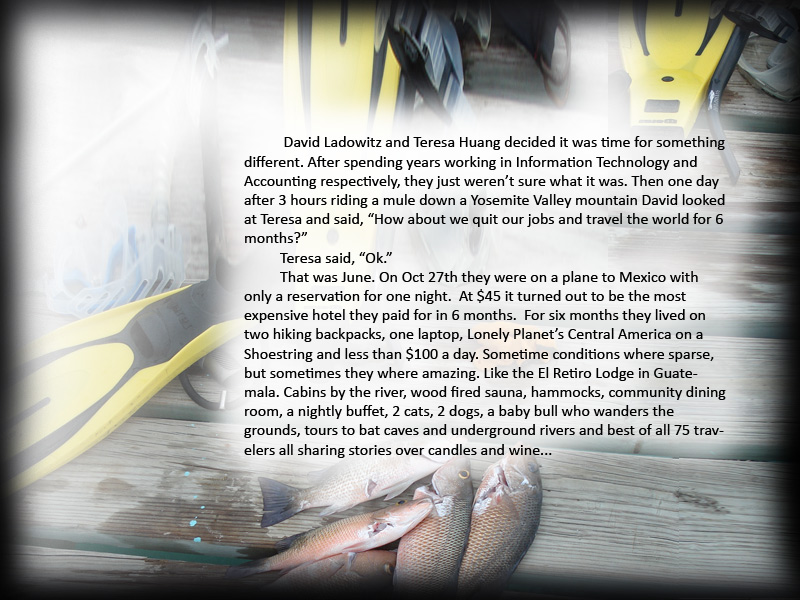 David Ladowitz and Teresa Huang decided it was time for something
different. After spending years working in Information Technology and
Accounting respectively, they just weren’t sure what it was. Then one day
after 3 hours riding a mule down a Yosemite Valley mountain David looked
at Teresa and said, “How about we quit our jobs and travel the world for 6
months?”
Teresa said, “Ok.”
That was June. On Oct 27th they were on a plane to Mexico with
only a reservation for one night.  At $45 it turned out to be the most
expensive hotel they paid for in 6 months.  For six months they lived on
two hiking backpacks, one laptop, Lonely Planet’s Central America on a
Shoestring and less than $100 a day. Sometime conditions where sparse,
but sometimes they where amazing. Like the El Retiro Lodge in Guate-
mala. Cabins by the river, wood fired sauna, hammocks, community dining
room, a nightly buffet, 2 cats, 2 dogs, a baby bull who wanders the
grounds, tours to bat caves and underground rivers and best of all 75 trav-
elers all sharing stories over candles and wine...